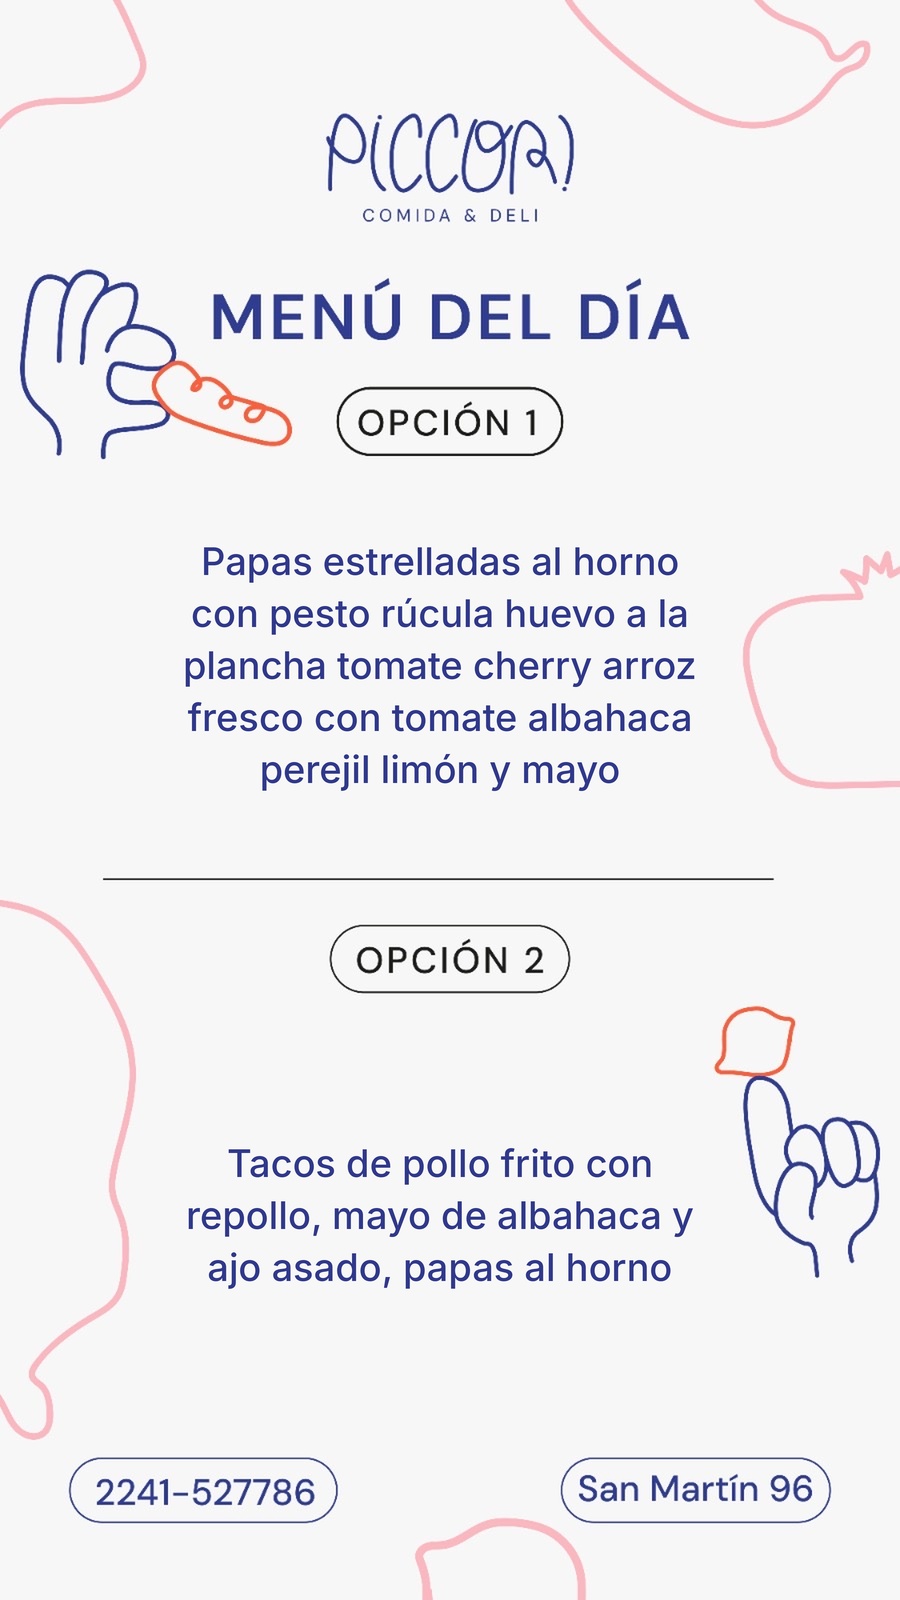 PICCOR!
COMIDA & DELI
MENÚ DEL DÍA
OPCIÓN 1
Papas estrelladas al horno
con pesto rúcula huevo a la
plancha tomate cherry arroz
fresco con tomate albahaca
perejil limón y mayo
OPCIÓN 2
Tacos de pollo frito con
repollo, mayo de albahaca y
ajo asado, papas al horno
2241-527786
San Martín 96